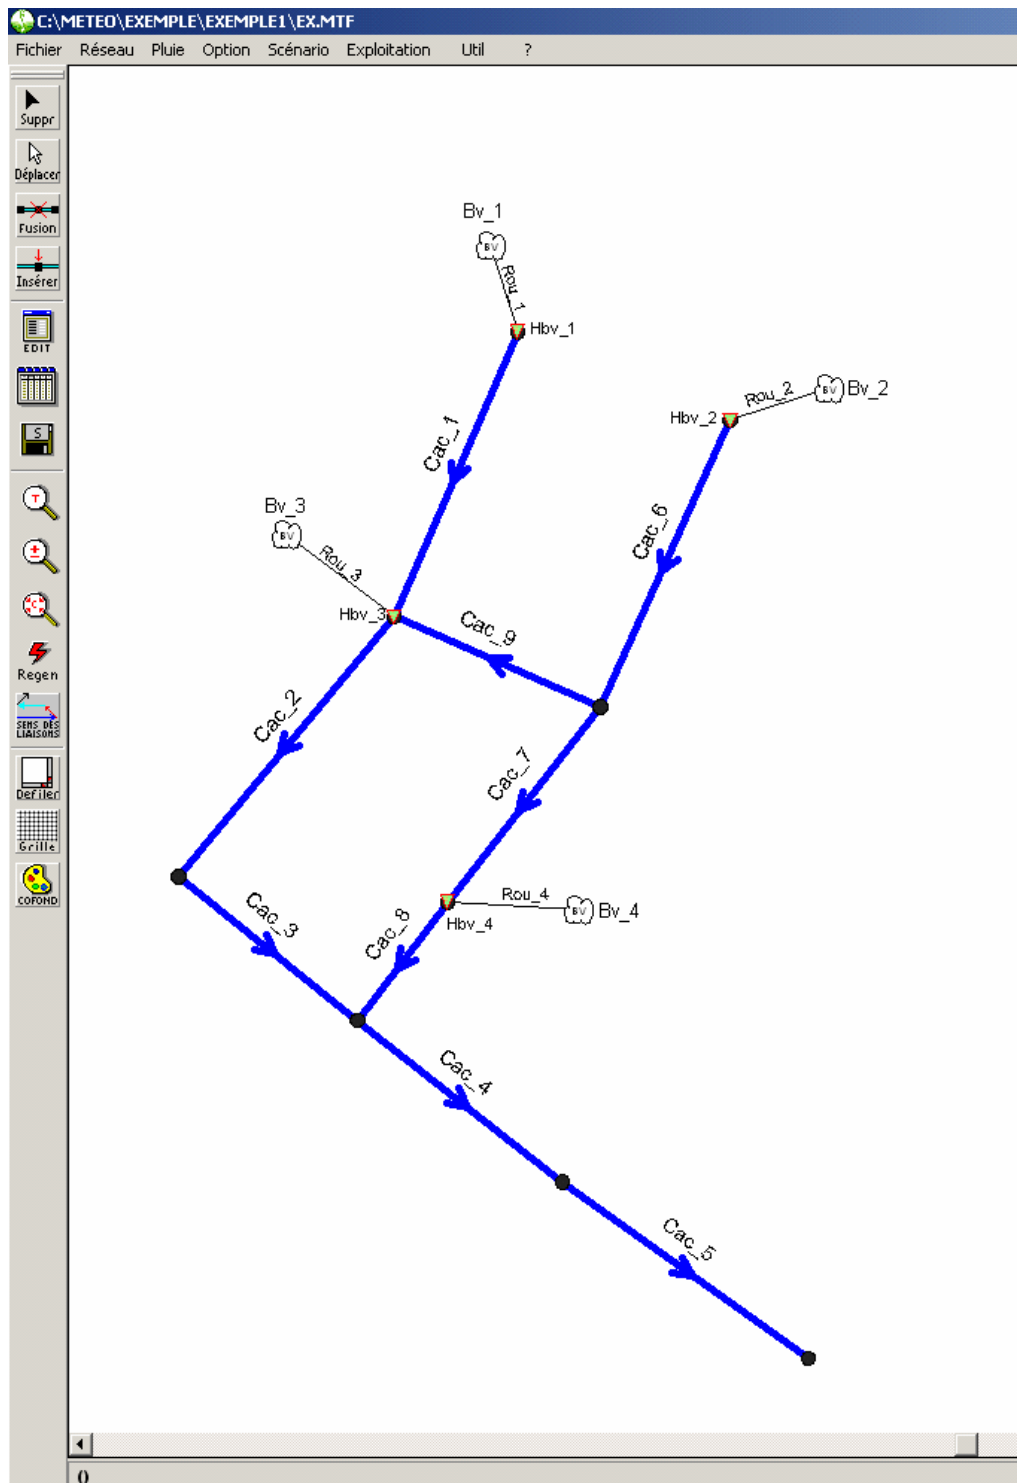 C:\METEO\EXEMPLE\EXEMPLE1\EX.MTF
Fichier Réseau Pluie Option Scénario Exploitation Util ?
Suppr
Déplacer
Fusion
Insérer
EDIT
S
T
±
C
Regen
SENS DES
LIAISONS
Defiler
Grille
COFOND
Bv_1
BV
Rou_1
Hbv_1
Cac_1
Rou_2
BV
Bv_2
Hbv_2
Cac_6
Bv_3
BV
Rou_3
Hbv_3
Cac_9
Cac_2
Cac_7
Rou_4
BV
Bv_4
Hbv_4
Cac_3
Cac_8
Cac_4
Cac_5
()